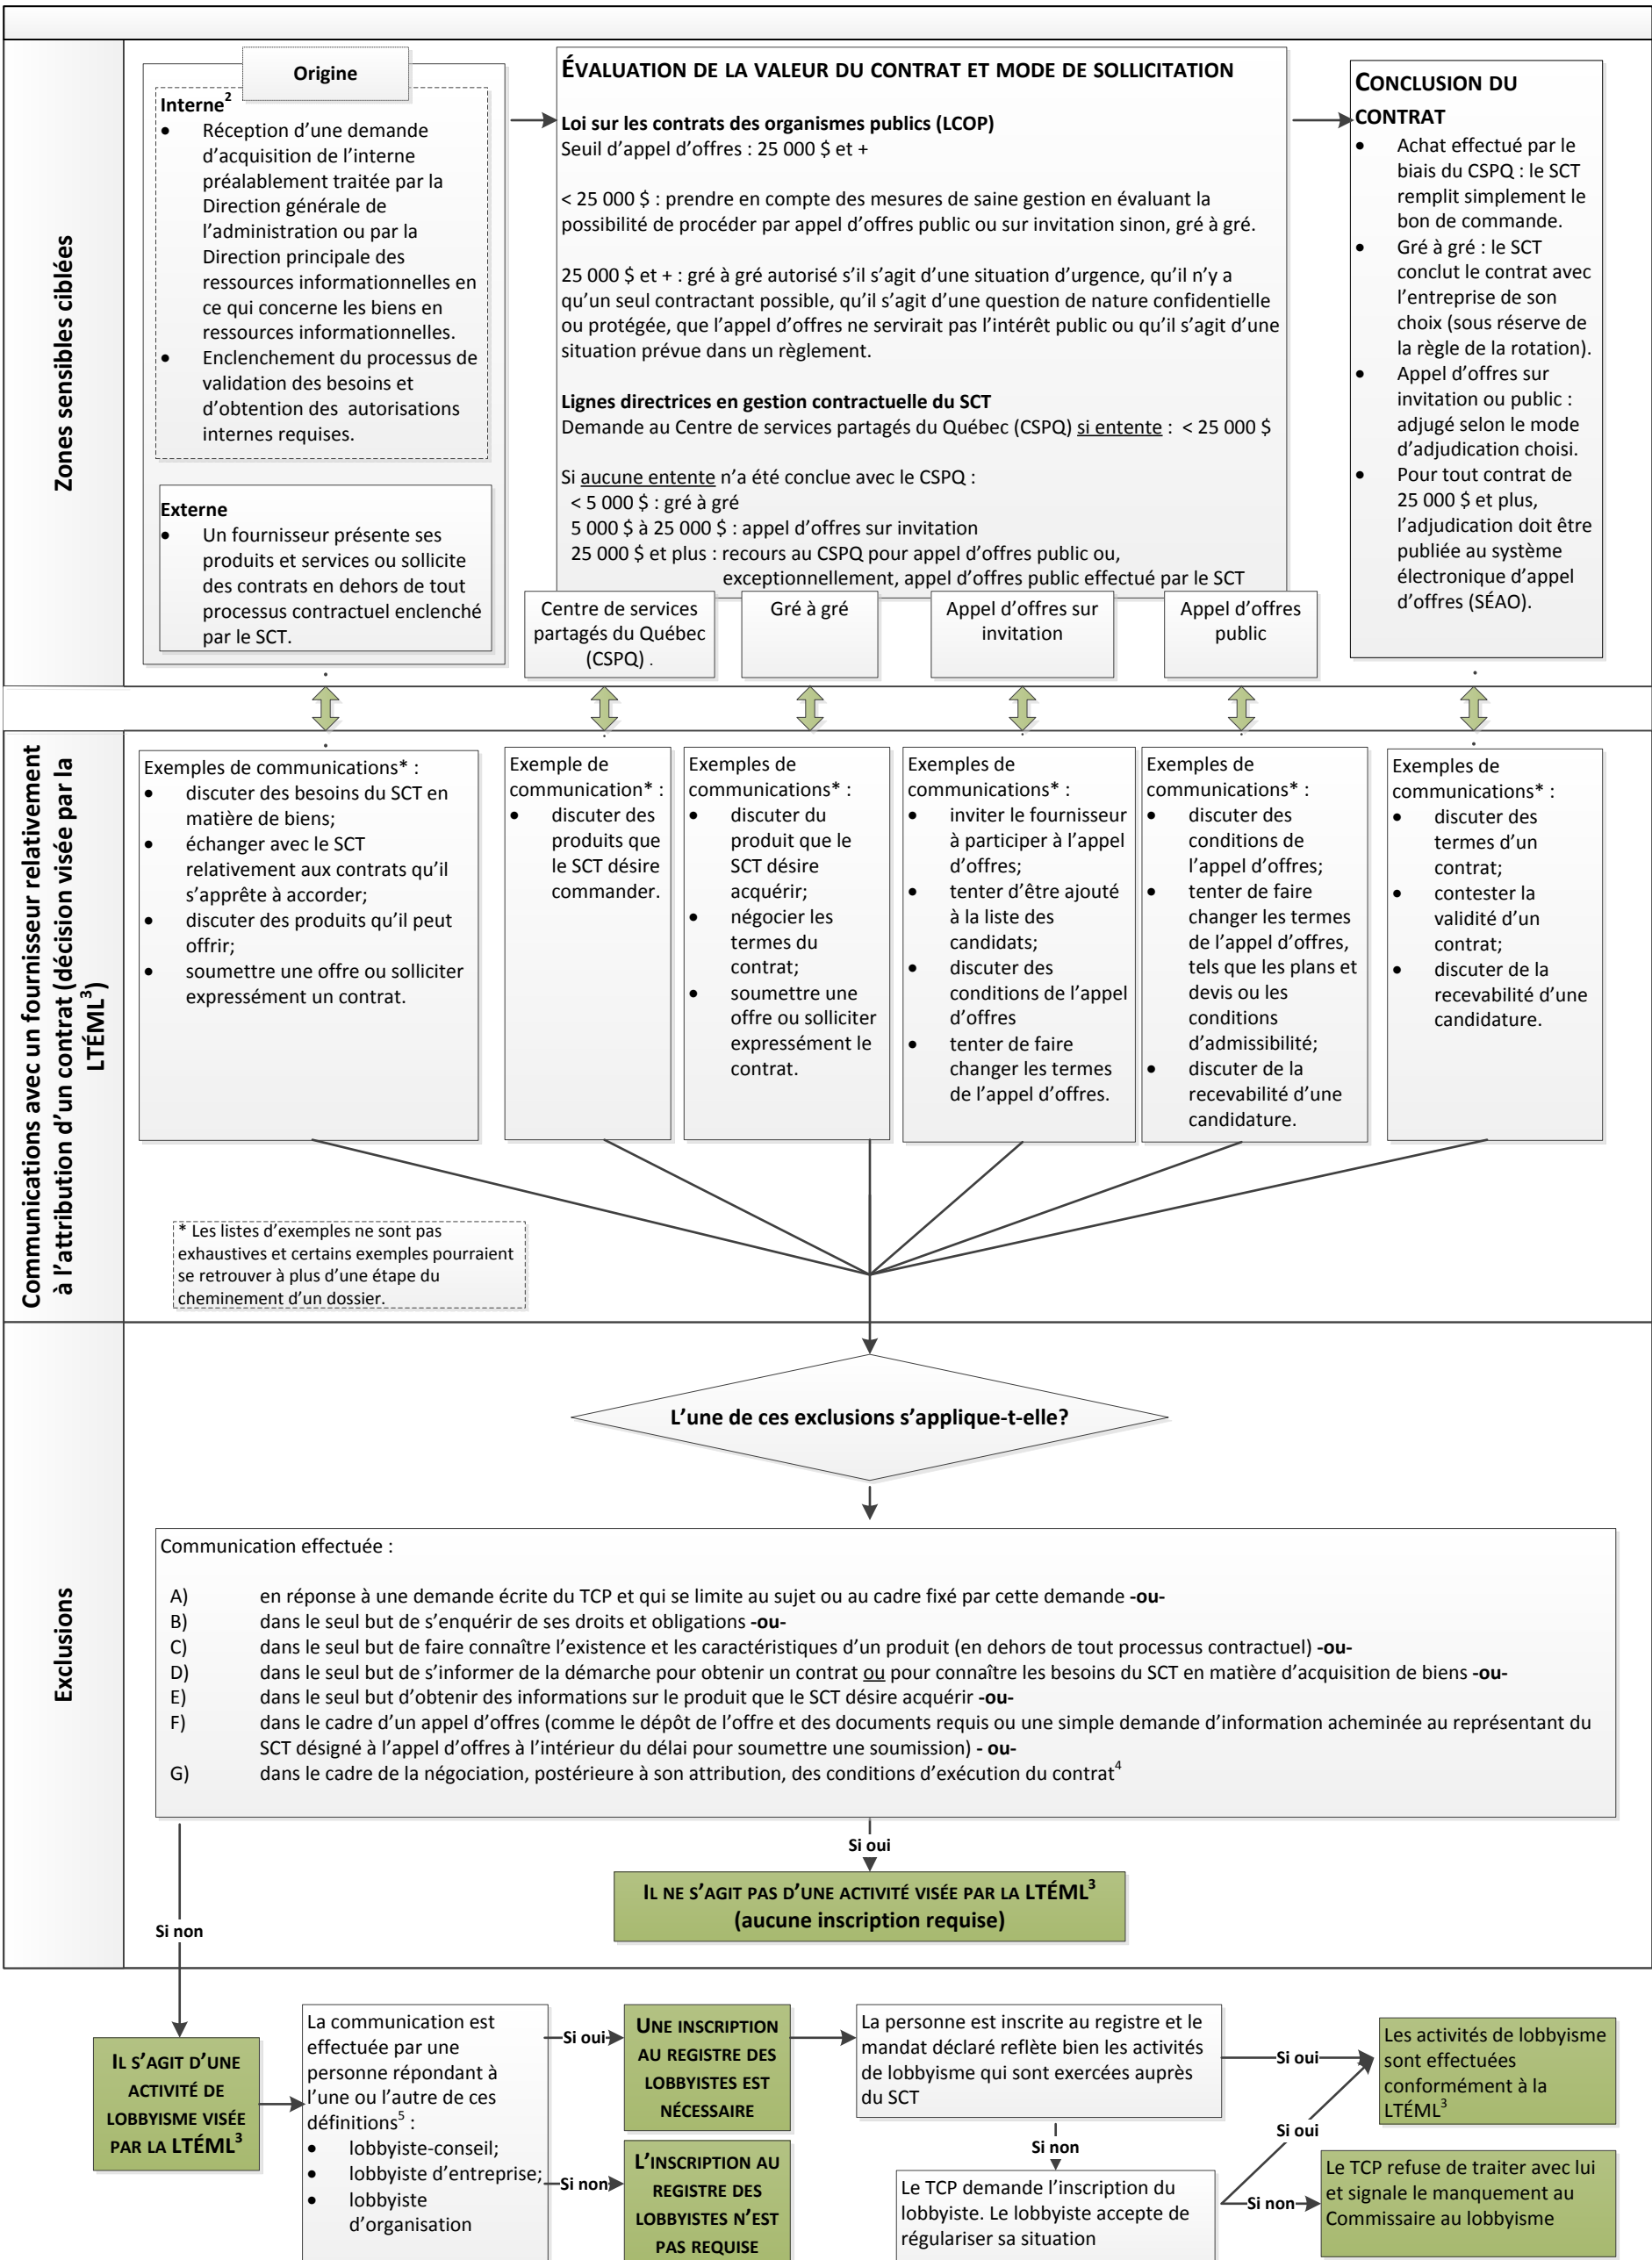 Zones sensibles ciblées
Origine
Interne2
• Réception d’une demande
d’acquisition de l’interne
préalablement traitée par la
Direction générale de
l’administration ou par la
Direction principale des
ressources informationnelles en
ce qui concerne les biens en
ressources informationnelles.
• Enclenchement du processus de
validation des besoins et
d’obtention des autorisations
internes requises.
Externe
• Un fournisseur présente ses
produits et services ou sollicite
des contrats en dehors de tout
processus contractuel enclenché
par le SCT.
ÉVALUATION DE LA VALEUR DU CONTRAT ET MODE DE SOLLICITATION
Loi sur les contrats des organismes publics (LCOP)
Seuil d’appel d’offres : 25 000 $ et +
< 25 000 $ : prendre en compte des mesures de saine gestion en évaluant la
possibilité de procéder par appel d’offres public ou sur invitation sinon, gré à gré.
25 000 $ et + : gré à gré autorisé s’il s’agit d’une situation d’urgence, qu’il n’y a
qu’un seul contractant possible, qu’il s’agit d’une question de nature confidentielle
ou protégée, que l’appel d’offres ne servirait pas l’intérêt public ou qu’il s’agit d’une
situation prévue dans un règlement.
Lignes directrices en gestion contractuelle du SCT
Demande au Centre de services partagés du Québec (CSPQ) si entente : < 25 000 $
Si aucune entente n’a été conclue avec le CSPQ :
< 5 000 $ : gré à gré
5 000 $ à 25 000 $ : appel d’offres sur invitation
25 000 $ et plus : recours au CSPQ pour appel d’offres public ou,
exceptionnellement, appel d’offres public effectué par le SCT
Centre de services
partagés du Québec
(CSPQ) .
Gré à gré
Appel d’offres sur
invitation
Appel d’offres
public
CONCLUSION DU
CONTRAT
• Achat effectué par le
biais du CSPQ : le SCT
remplit simplement le
bon de commande.
• Gré à gré : le SCT
conclut le contrat avec
l’entreprise de son
choix (sous réserve de
la règle de la rotation).
• Appel d’offres sur
invitation ou public :
adjugé selon le mode
d’adjudication choisi.
• Pour tout contrat de
25 000 $ et plus,
l’adjudication doit être
publiée au système
électronique d’appel
d’offres (SÉAO).
Communications avec un fournisseur relativement
à l’attribution d’un contrat (décision visée par la
LTÉML3)
Exemples de communications* :
• discuter des besoins du SCT en
matière de biens;
• échanger avec le SCT
relativement aux contrats qu’il
s’apprête à accorder;
• discuter des produits qu’il peut
offrir;
• soumettre une offre ou solliciter
expressément un contrat.
Exemple de
communication* :
• discuter des
produits que
le SCT désire
commander.
Exemples de
communications* :
• discuter du
produit que le
SCT désire
acquérir;
• négocier les
termes du
contrat;
• soumettre une
offre ou solliciter
expressément le
contrat.
Exemples de
communications* :
• inviter le fournisseur
à participer à l’appel
d’offres;
• tenter d’être ajouté
à la liste des
candidats;
• discuter des
conditions de l’appel
d’offres
• tenter de faire
changer les termes
de l’appel d’offres.
Exemples de
communications* :
• discuter des
conditions de
l’appel d’offres;
• tenter de faire
changer les termes
de l’appel d’offres,
tels que les plans et
devis ou les
conditions
d’admissibilité;
• discuter de la
recevabilité d’une
candidature.
Exemples de
communications* :
• discuter des
termes d’un
contrat;
• contester la
validité d’un
contrat;
• discuter de la
recevabilité d’une
candidature.
* Les listes d’exemples ne sont pas
exhaustives et certains exemples pourraient
se retrouver à plus d’une étape du
cheminement d’un dossier.
Exclusions
L’une de ces exclusions s’applique-t-elle?
Communication effectuée :
A) en réponse à une demande écrite du TCP et qui se limite au sujet ou au cadre fixé par cette demande -ou-
B) dans le seul but de s’enquérir de ses droits et obligations -ou-
C) dans le seul but de faire connaître l’existence et les caractéristiques d’un produit (en dehors de tout processus contractuel) -ou-
D) dans le seul but de s’informer de la démarche pour obtenir un contrat ou pour connaître les besoins du SCT en matière d’acquisition de biens -ou-
E) dans le seul but d’obtenir des informations sur le produit que le SCT désire acquérir -ou-
F) dans le cadre d’un appel d’offres (comme le dépôt de l’offre et des documents requis ou une simple demande d’information acheminée au représentant du
SCT désigné à l’appel d’offres à l’intérieur du délai pour soumettre une soumission) - ou-
G) dans le cadre de la négociation, postérieure à son attribution, des conditions d’exécution du contrat4
Si oui
IL NE S’AGIT PAS D’UNE ACTIVITÉ VISÉE PAR LA LTÉML3
(aucune inscription requise)
Si non
IL S’AGIT D’UNE
ACTIVITÉ DE
LOBBYISME VISÉE
PAR LA LTÉML3
La communication est
effectuée par une
personne répondant à
l’une ou l’autre de ces
définitions5 :
• lobbyiste-conseil;
• lobbyiste d’entreprise;
• lobbyiste
d’organisation
Si oui
UNE INSCRIPTION
AU REGISTRE DES
LOBBYISTES EST
NÉCESSAIRE
Si non
L’INSCRIPTION AU
REGISTRE DES
LOBBYISTES N’EST
PAS REQUISE
La personne est inscrite au registre et le
mandat déclaré reflète bien les activités
de lobbyisme qui sont exercées auprès
du SCT
Si non
Le TCP demande l’inscription du
lobbyiste. Le lobbyiste accepte de
régulariser sa situation
Si oui
Si oui
Si non
Les activités de lobbyisme
sont effectuées
conformément à la
LTÉML3
Le TCP refuse de traiter avec lui
et signale le manquement au
Commissaire au lobbyisme